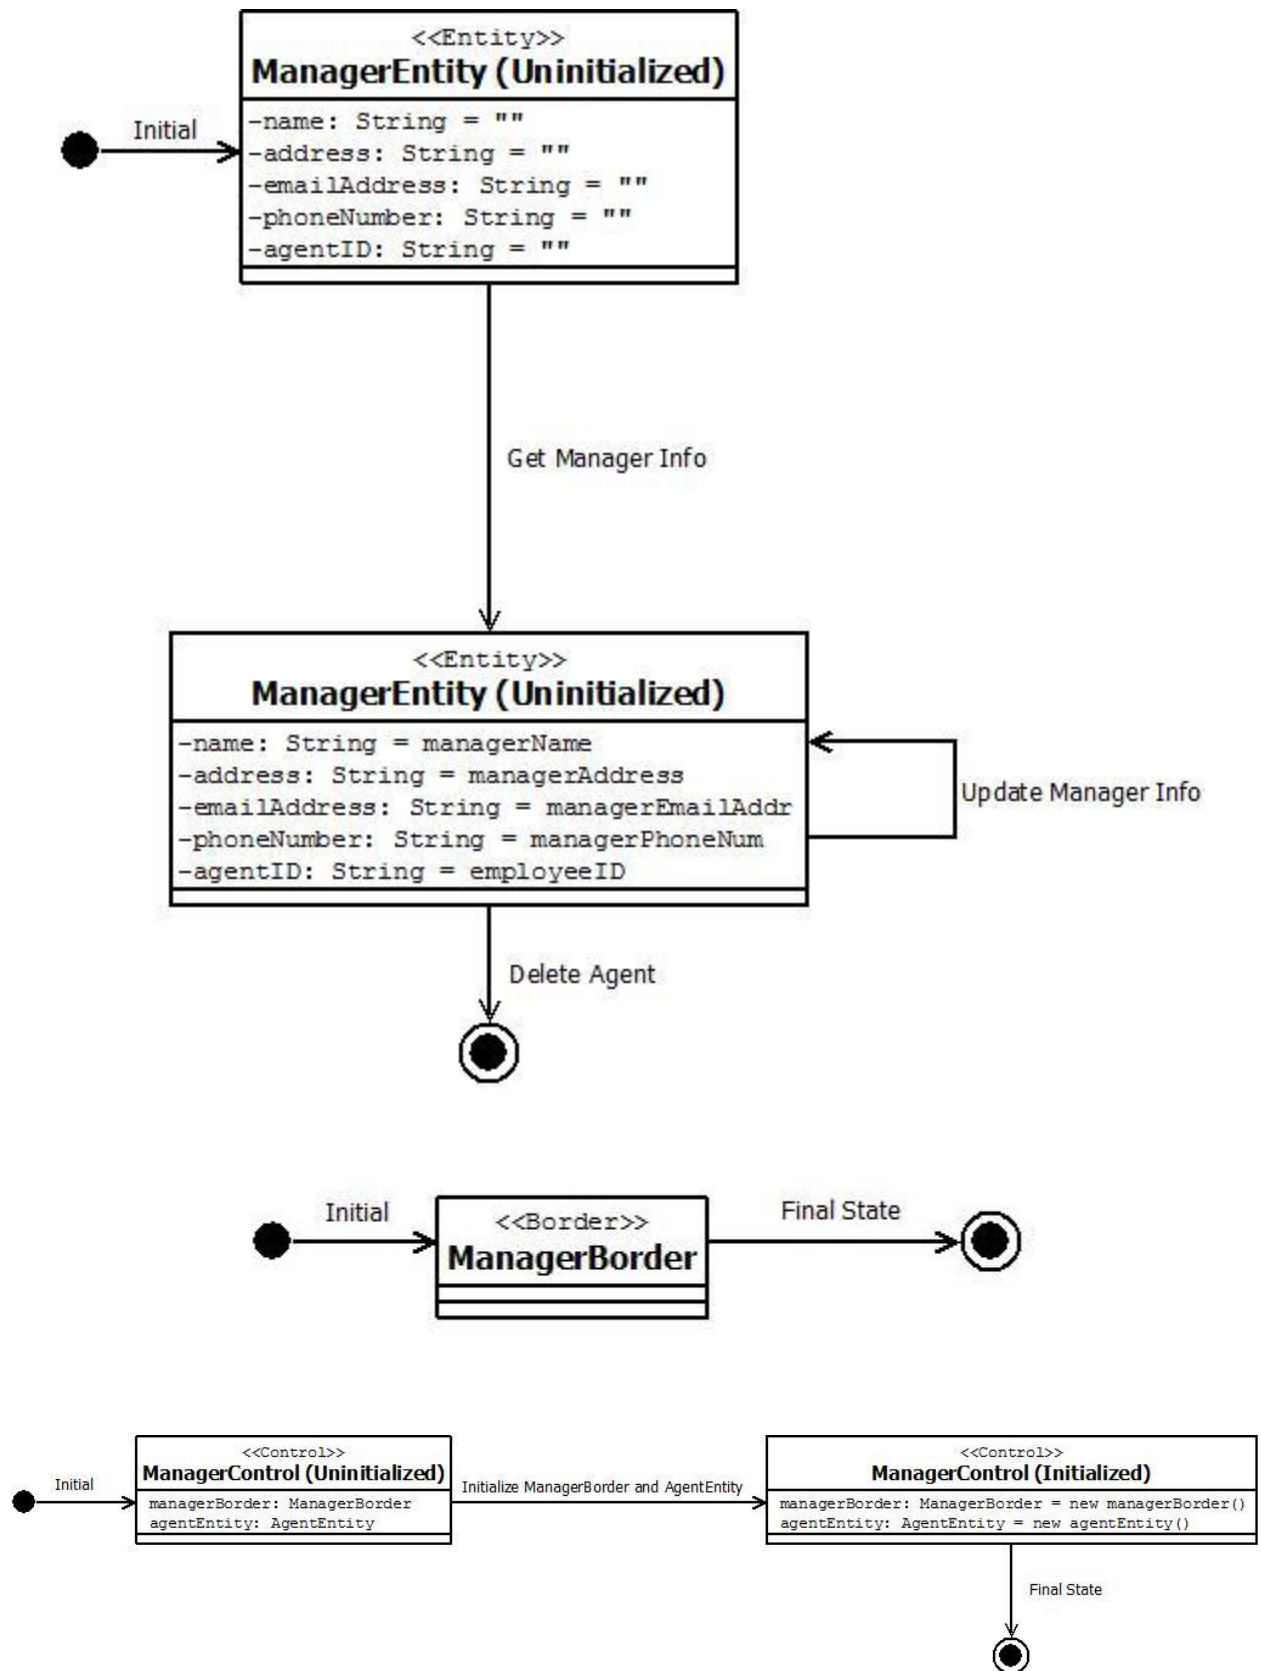 <<Entity>>
ManagerEntity (Uninitialized)
Initial
-name: String = ""
-address: String = ""
-emailAddress: String = ""
-phoneNumber: String = ""
-agentID: String = ""
Get Manager Info
<<Entity>>
ManagerEntity (Uninitialized)
-name: String = managerName
-address: String = managerAddress
-emailAddress: String = managerEmailAddr
-phoneNumber: String = managerPhoneNum
-agentID: String = employeeID
Update Manager Info
Delete Agent
Initial
<<Border>>
ManagerBorder
Final State
Initial
<<Control>>
ManagerControl (Uninitialized)
managerBorder: ManagerBorder
agentEntity: AgentEntity
Initialize ManagerBorder and AgentEntity
<<Control>>
ManagerControl (Initialized)
managerBorder: ManagerBorder = new managerBorder()
agentEntity: AgentEntity = new agentEntity()
Final State